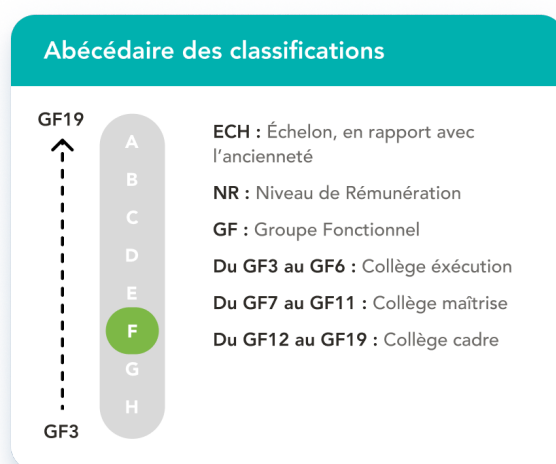 Abécédaire des classifications
GF19
A
B
C
D
E
F
G
H
GF3
ECH : Échelon, en rapport avec
l'ancienneté
NR : Niveau de Rémunération
GF : Groupe Fonctionnel
Du GF3 au GF6 : Collège éxécution
Du GF7 au GF11 : Collège maîtrise
Du GF12 au GF19 : Collège cadre